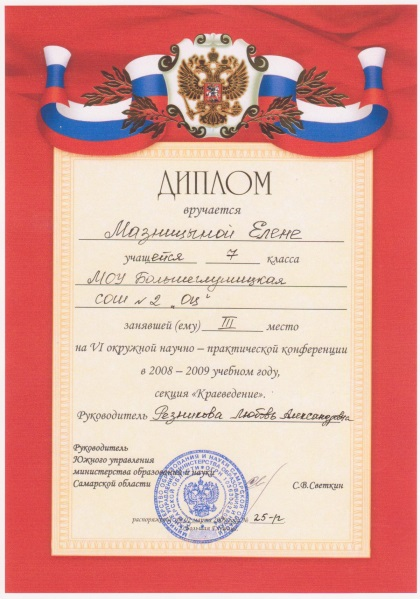 ДИПЛОМ
вручается
Мазницыной Елене
учащейся 7 класса
МОУ Большеглушицкая
СОШ № 2 „ОЦ"
занявшей (ему) III место
на VI окружной научно – практической конференции
в 2008 – 2009 учебном году,
секция «Краеведение».
Руководитель Резникова Любовь Александровна
Руководитель
Южного управления
министерства образования и науки
Самарской области С.В.Светкин
25-р